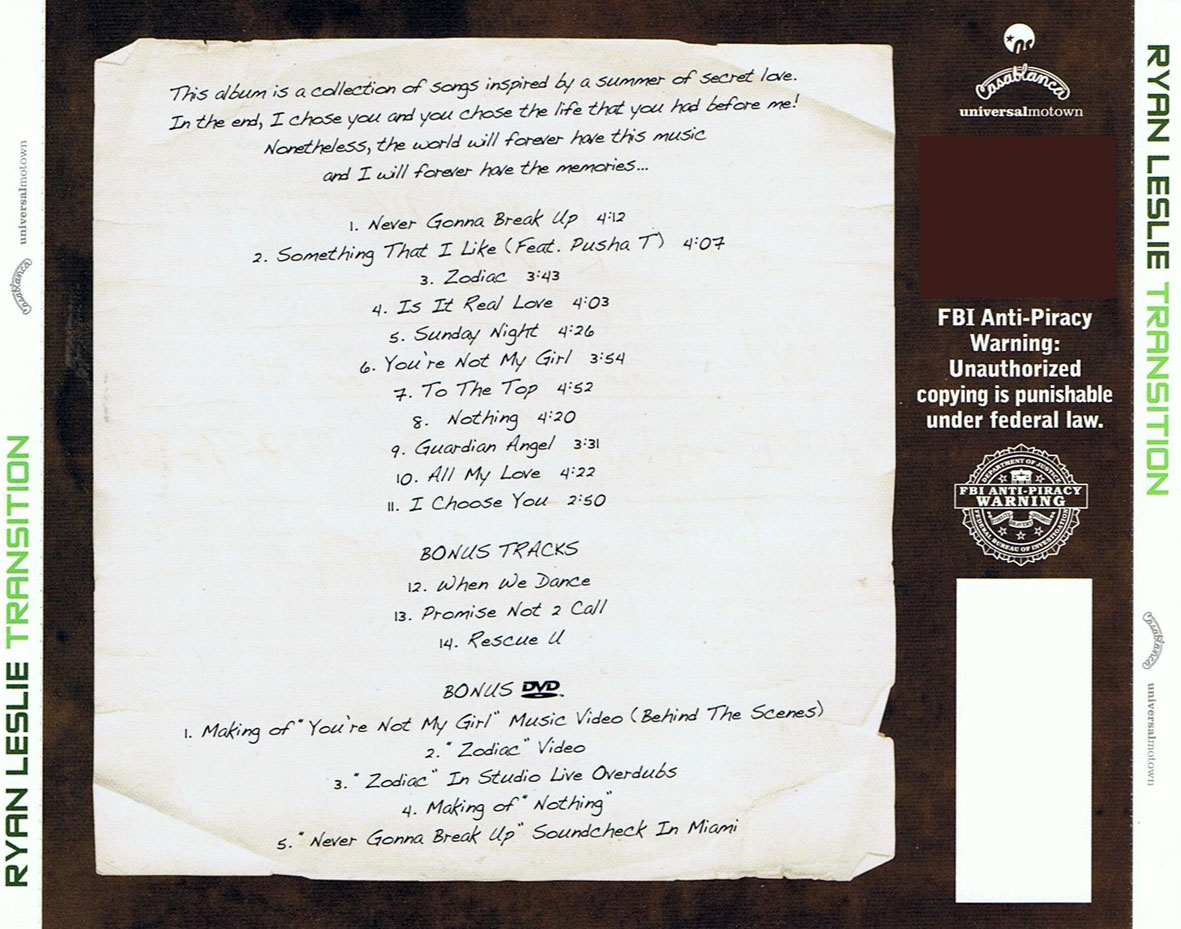 This album is a collection of songs inspired by a summer of secret love.
In the end, I chose you and you chose the life that you had before me!
Nonetheless, the world will forever have this music
and I will forever have the memories...
1. Never Gonna Break Up 4:12
2. Something That I Like (Feat. Pusha T) 4:07
3. Zodiac 3:43
4. Is It Real Love 4:03
5. Sunday Night 4:26
6. You're Not My Girl 3:54
7. To The Top 4:52
8. Nothing 4:20
9. Guardian Angel 3:31
10. All My Love 4:22
11. I Choose You 2:50
BONUS TRACKS
12. When We Dance
13. Promise Not 2 Call
14. Rescue U
BONUS DVD™
1. Making of "You're Not My Girl" Music Video (Behind The Scenes)
2. "Zodiac" Video
3. "Zodiac" In Studio Live Overdubs
4. Making of "Nothing"
5. "Never Gonna Break Up" Soundcheck In Miami
Casablanca
universalmotown
FBI Anti-Piracy
Warning:
Unauthorized
copying is punishable
under federal law.
DEPARTMENT OF JUSTICE
FBI ANTI-PIRACY
WARNING
FEDERAL BUREAU OF INVESTIGATION
RYAN LESLIE TRANSITION
Casablanca
universalmotown
RYAN LESLIE TRANSITION
Casablanca
universalmotown